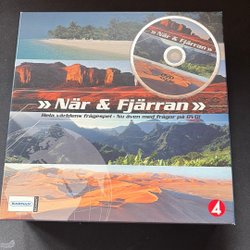 När & Fjärran
» När & Fjärran »
Hela världens frågespel - Nu även med frågor på DVD!
4